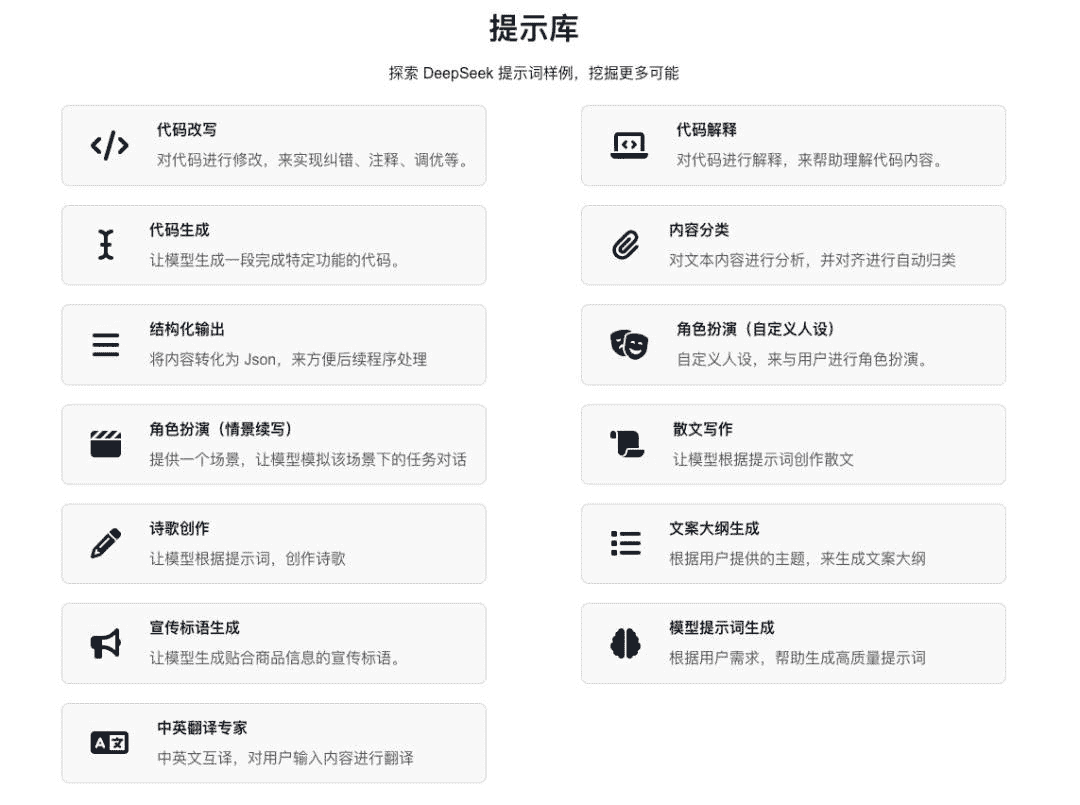 提示库
探索 DeepSeek 提示词样例，挖掘更多可能
代码改写
对代码进行修改，来实现纠错、注释、调优等。
代码解释
对代码进行解释，来帮助理解代码内容。
代码生成
让模型生成一段完成特定功能的代码。
内容分类
对文本内容进行分析，并对齐进行自动归类
结构化输出
将内容转化为 Json，来方便后续程序处理
角色扮演（自定义人设）
自定义人设，来与用户进行角色扮演。
角色扮演（情景续写）
提供一个场景，让模型模拟该场景下的任务对话
散文写作
让模型根据提示词创作散文
诗歌创作
让模型根据提示词，创作诗歌
文案大纲生成
根据用户提供的主题，来生成文案大纲
宣传标语生成
让模型生成贴合商品信息的宣传标语。
模型提示词生成
根据用户需求，帮助生成高质量提示词
A 文
中英翻译专家
中英文互译，对用户输入内容进行翻译